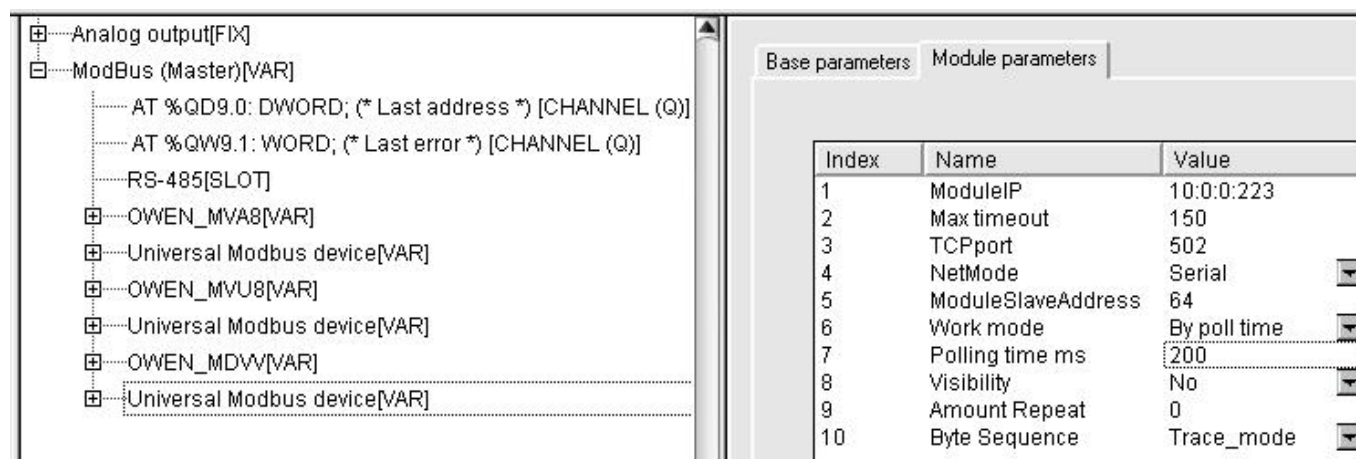 Analog output[FIX]
ModBus (Master)[VAR]
AT %QD9.0: DWORD; (* Last address *) [CHANNEL (Q)]
AT %QW9.1: WORD; (* Last error *) [CHANNEL (Q)]
RS-485[SLOT]
OWEN_MVA8[VAR]
Universal Modbus device[VAR]
OWEN_MVU8[VAR]
Universal Modbus device[VAR]
OWEN_MDVV[VAR]
Universal Modbus device[VAR]
Base parameters Module parameters
Index Name Value
1 ModuleIP 10:0:0:223
2 Max timeout 150
3 TCPport 502
4 NetMode Serial
5 ModuleSlaveAddress 64
6 Work mode By poll time
7 Polling time ms 200
8 Visibility No
9 Amount Repeat 0
10 Byte Sequence Trace_mode